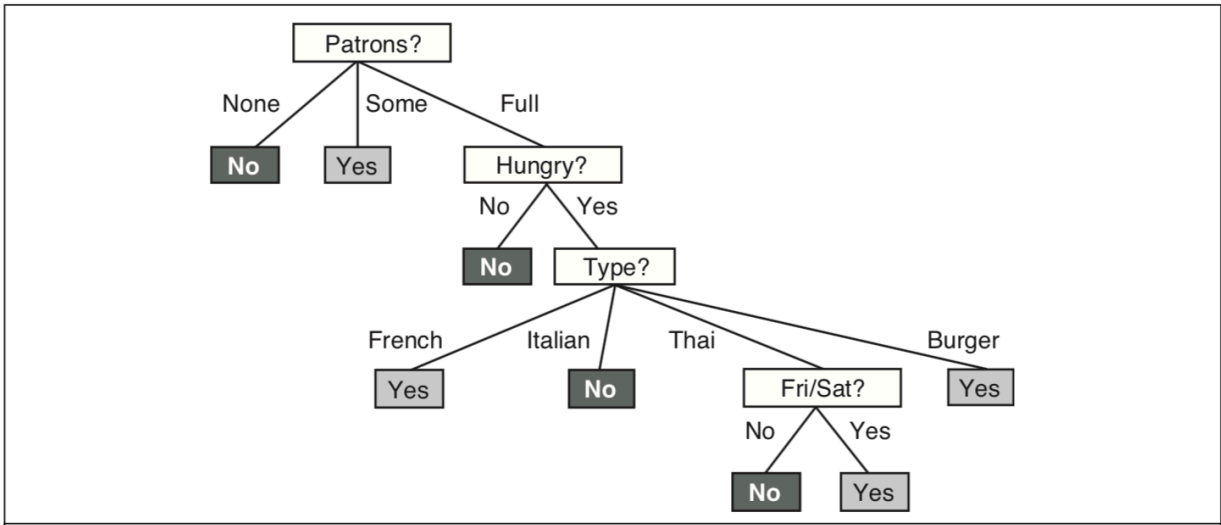 Patrons?
None Some Full
No Yes Hungry?
No Yes
No Type?
French Italian Thai Burger
Yes No Fri/Sat? Yes
No Yes
No Yes